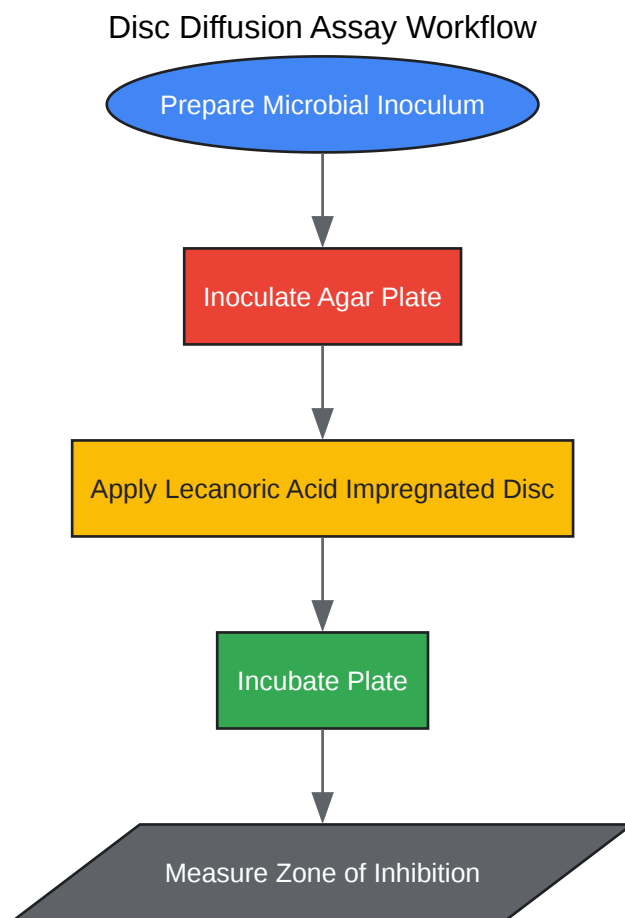 Disc Diffusion Assay Workflow
Prepare Microbial Inoculum
Inoculate Agar Plate
Apply Lecanoric Acid Impregnated Disc
Incubate Plate
Measure Zone of Inhibition